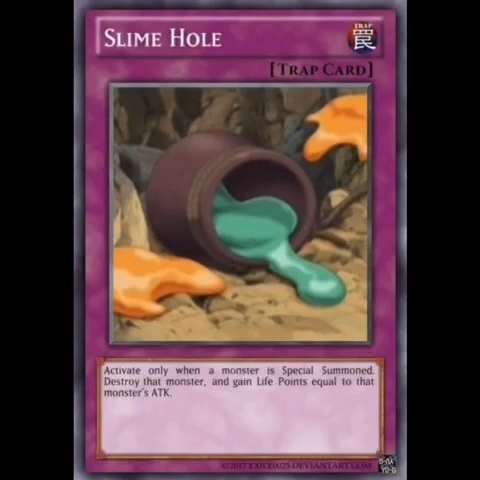 Slime Hole
TRAP
罠
[Trap Card]
Activate only when a monster is Special Summoned.
Destroy that monster, and gain Life Points equal to that
monster's ATK.